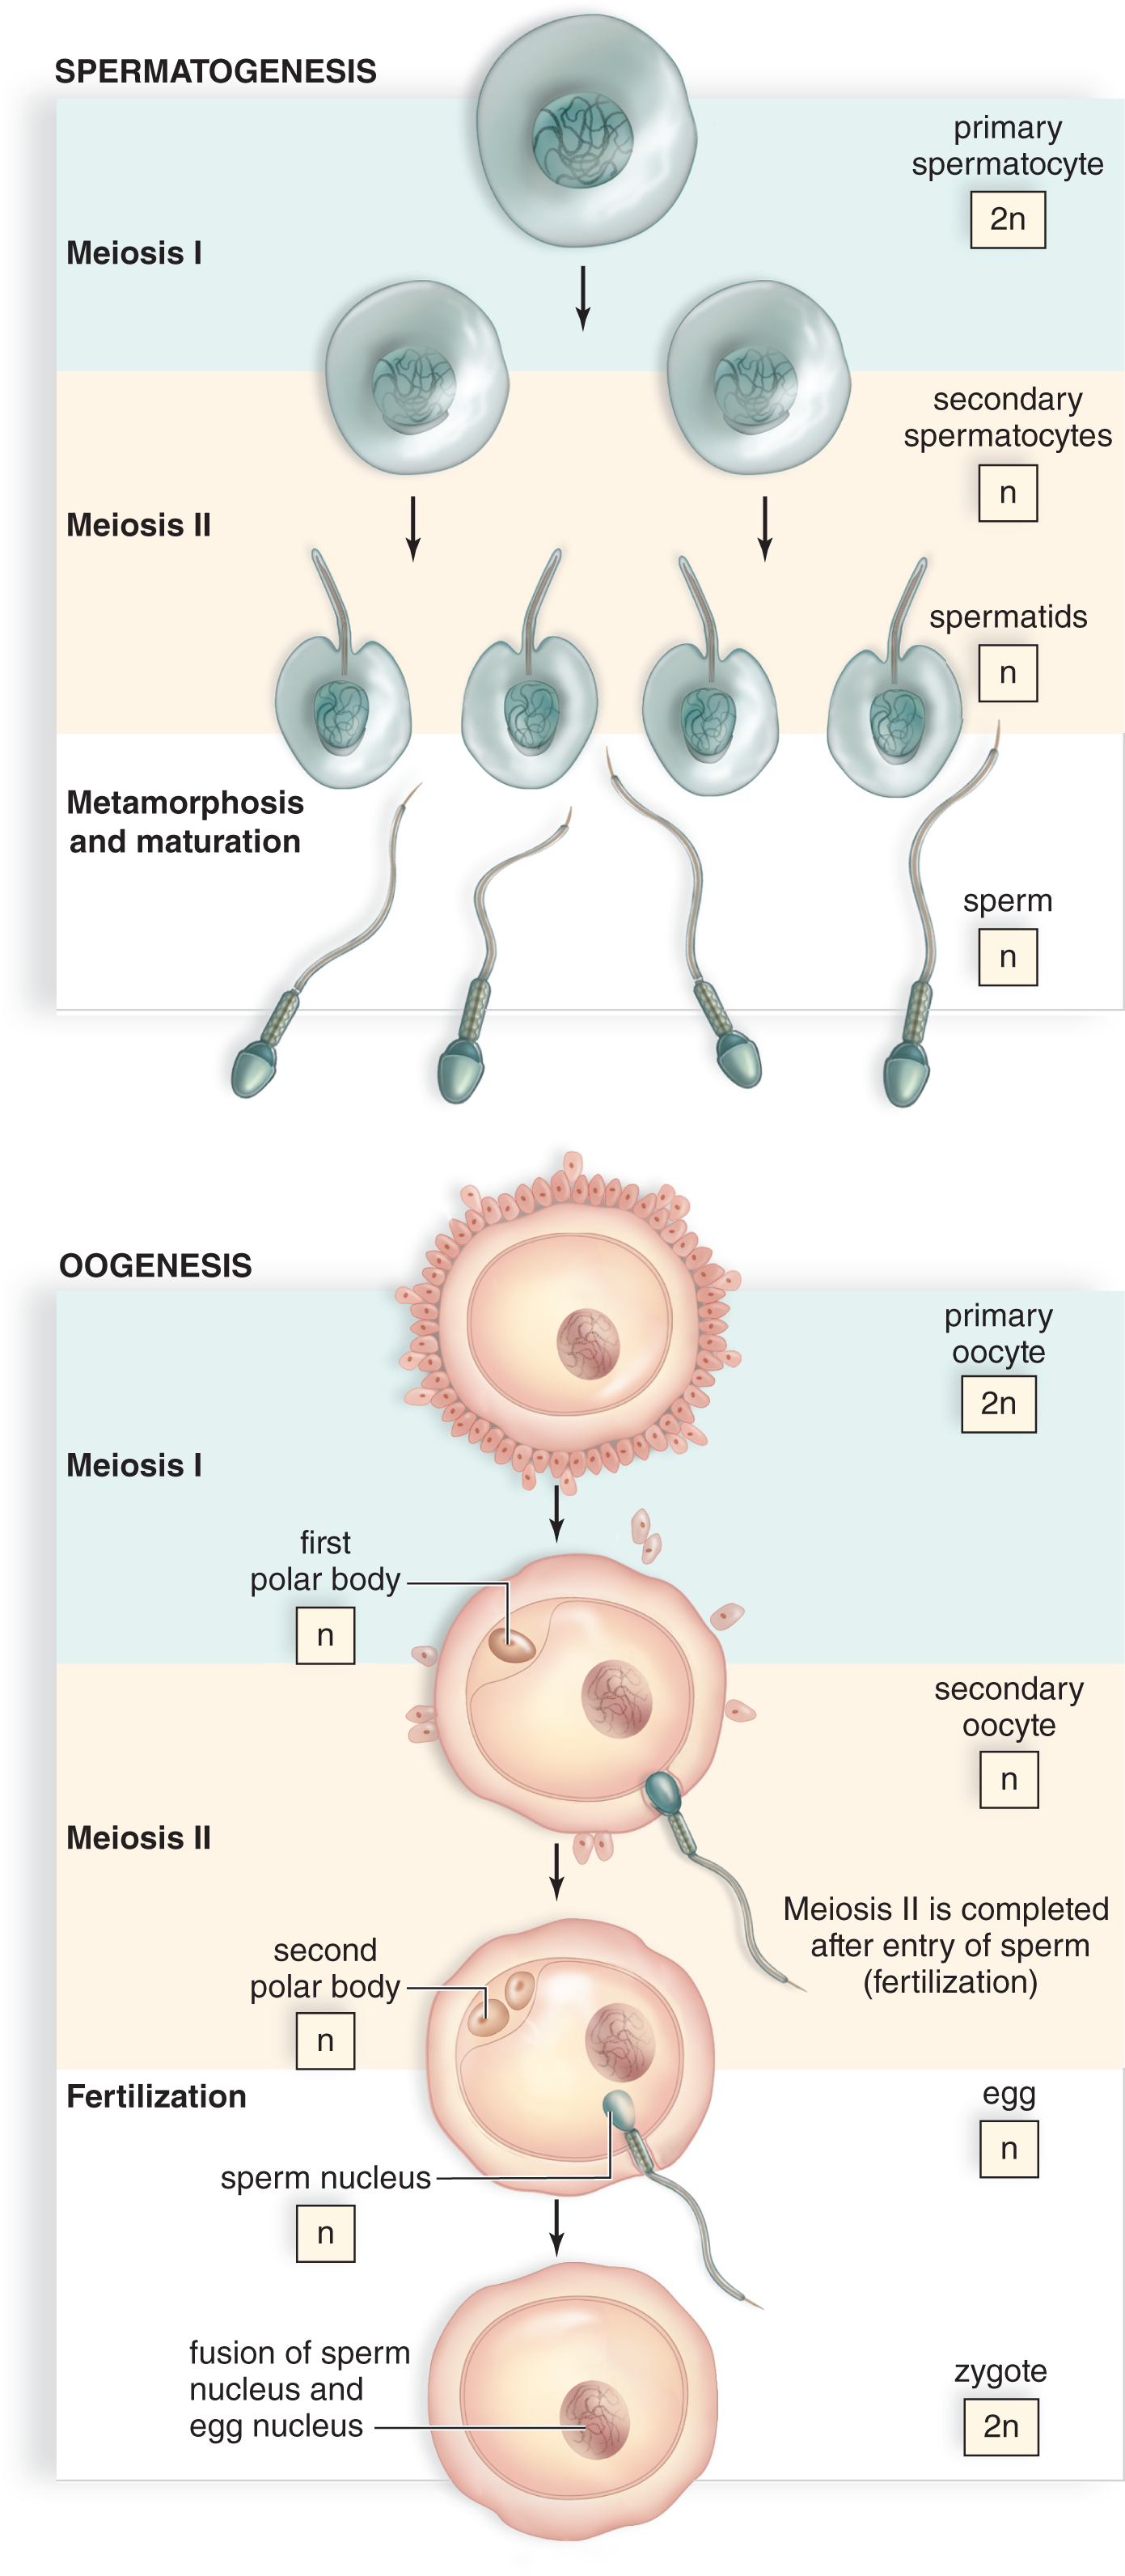 SPERMATOGENESIS
primary
spermatocyte
2n
Meiosis I
secondary
spermatocytes
n
Meiosis II
spermatids
n
Metamorphosis
and maturation
sperm
n
OOGENESIS
primary
oocyte
2n
Meiosis I
first
polar body
n
secondary
oocyte
n
Meiosis II
Meiosis II is completed
after entry of sperm
(fertilization)
second
polar body
n
Fertilization
egg
n
sperm nucleus
n
fusion of sperm
nucleus and
egg nucleus
zygote
2n